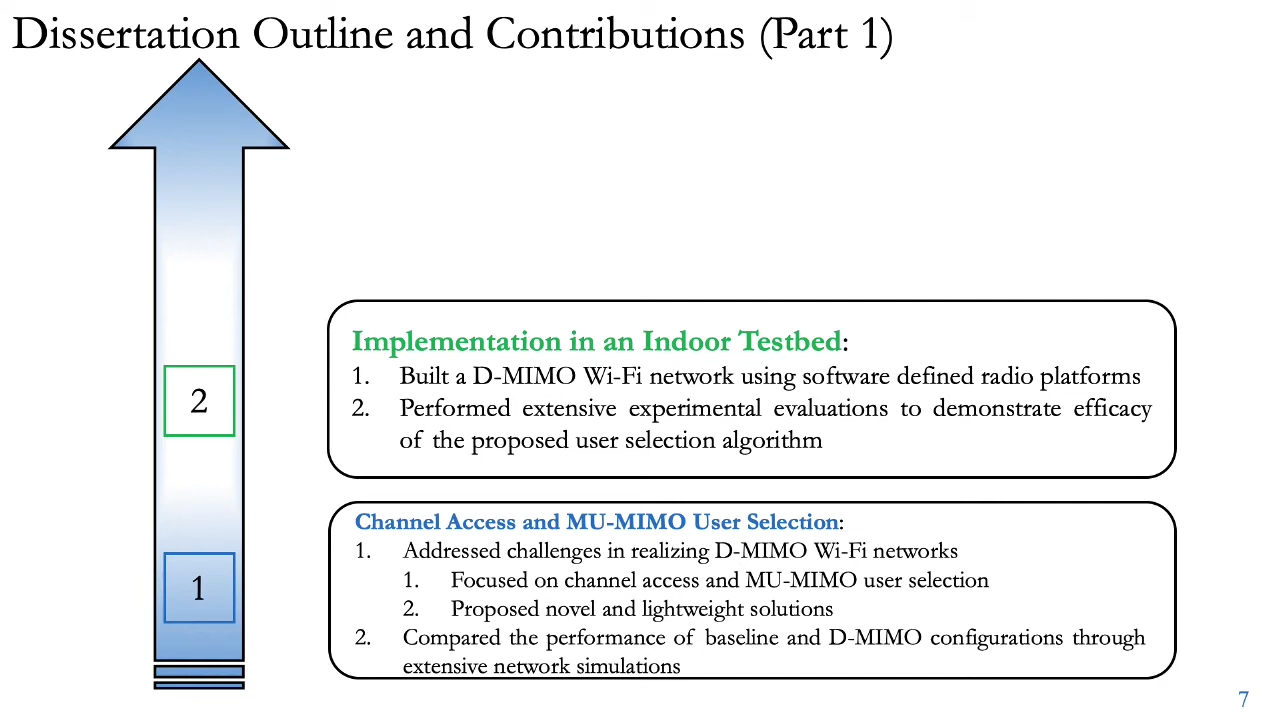 Dissertation Outline and Contributions (Part 1)
2
Implementation in an Indoor Testbed:
1. Built a D-MIMO Wi-Fi network using software defined radio platforms
2. Performed extensive experimental evaluations to demonstrate efficacy
of the proposed user selection algorithm
1
Channel Access and MU-MIMO User Selection:
1. Addressed challenges in realizing D-MIMO Wi-Fi networks
1. Focused on channel access and MU-MIMO user selection
2. Proposed novel and lightweight solutions
2. Compared the performance of baseline and D-MIMO configurations through
extensive network simulations
7